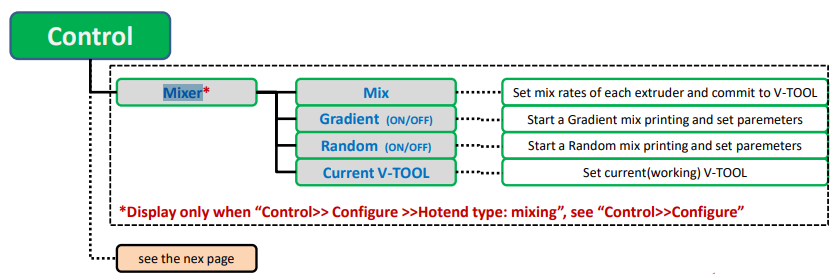 Control
Mixer*
Mix
Set mix rates of each extruder and commit to V-TOOL
Gradient (ON/OFF)
Start a Gradient mix printing and set paremeters
Random (ON/OFF)
Start a Random mix printing and set paremeters
Current V-TOOL
Set current(working) V-TOOL
*Display only when “Control>> Configure >>Hotend type: mixing”, see “Control>>Configure”
see the nex page